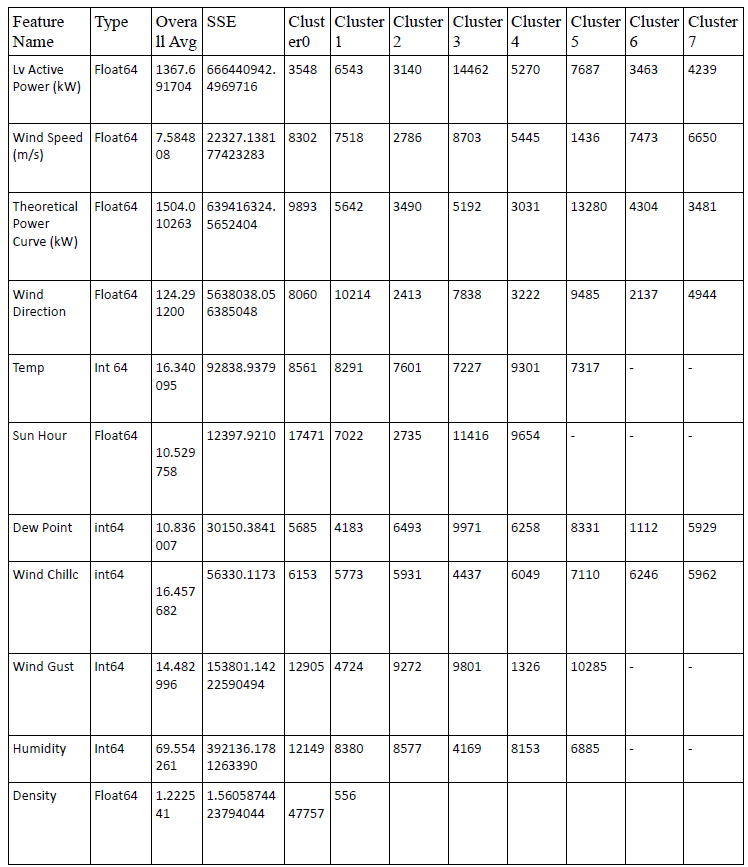 Feature Name Type Overall Avg SSE Cluster0 Cluster 1 Cluster 2 Cluster 3 Cluster 4 Cluster 5 Cluster 6 Cluster 7
Lv Active Power (kW) Float64 1367.691704 666440942.4969716 3548 6543 3140 14462 5270 7687 3463 4239
Wind Speed (m/s) Float64 7.584808 22327.138177423283 8302 7518 2786 8703 5445 1436 7473 6650
Theoretical Power Curve (kW) Float64 1504.010263 639416324.5652404 9893 5642 3490 5192 3031 13280 4304 3481
Wind Direction Float64 124.291200 5638038.056385048 8060 10214 2413 7838 3222 9485 2137 4944
Temp Int 64 16.340095 92838.9379 8561 8291 7601 7227 9301 7317 - -
Sun Hour Float64 10.529758 12397.9210 17471 7022 2735 11416 9654 - - -
Dew Point int64 10.836007 30150.3841 5685 4183 6493 9971 6258 8331 1112 5929
Wind Chillc int64 16.457682 56330.1173 6153 5773 5931 4437 6049 7110 6246 5962
Wind Gust Int64 14.482996 153801.14222590494 12905 4724 9272 9801 1326 10285 - -
Humidity Int64 69.554261 392136.1781263390 12149 8380 8577 4169 8153 6885 - -
Density Float64 1.222541 1.5605874423794044 47757 556